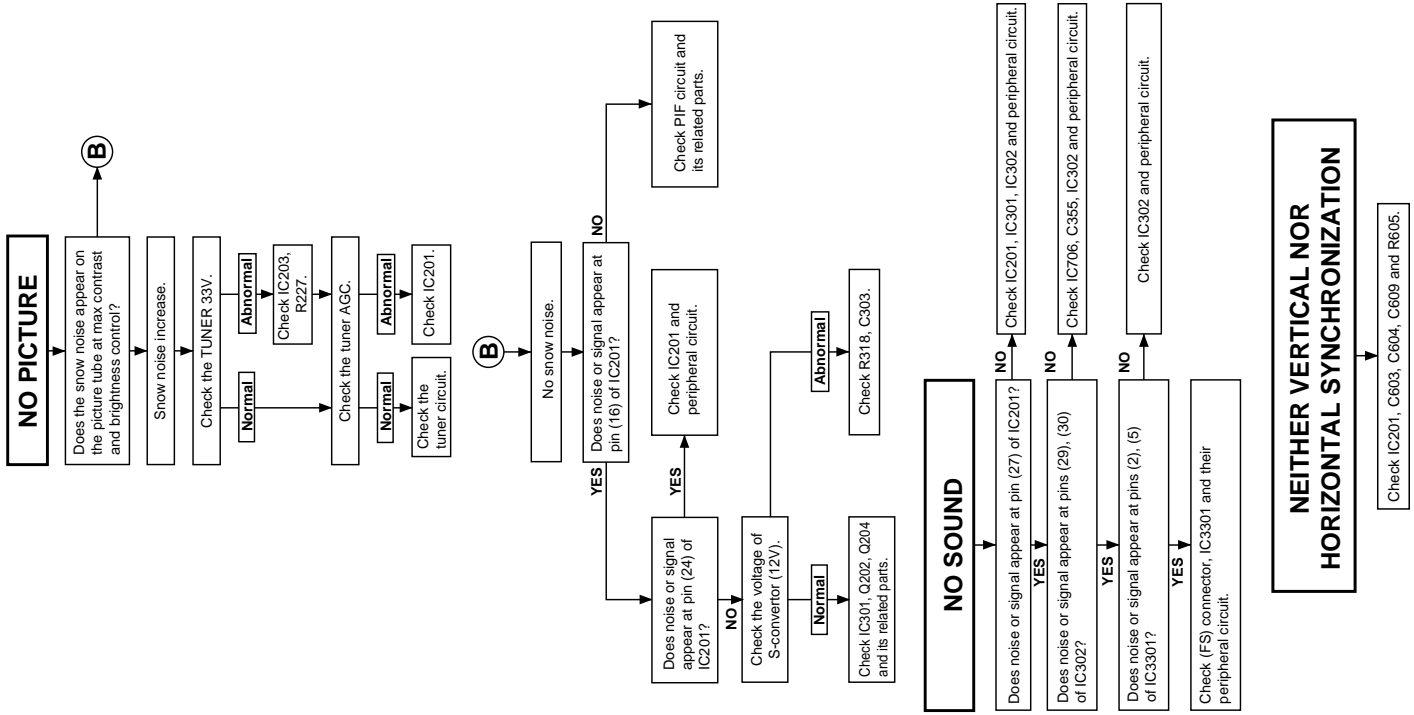 NO PICTURE
Does the snow noise appear on
the picture tube at max contrast
and brightness control?
B
Snow noise increase.
Check the TUNER 33V.
Normal
Abnormal
Check IC203,
R227.
Check the tuner AGC.
Normal
Abnormal
Check the
tuner circuit.
Check IC201.
B
No snow noise.
Does noise or signal appear at
pin (16) of IC201?
YES
NO
Does noise or signal
appear at pin (24) of
IC201?
YES
Check IC201 and
peripheral circuit.
Check PIF circuit and
its related parts.
NO
Check the voltage of
S-convertor (12V).
Normal
Abnormal
Check IC301, Q202, Q204
and its related parts.
Check R318, C303.
NO SOUND
Does noise or signal appear at pin (27) of IC201?
NO
Check IC201, IC301, IC302 and peripheral circuit.
YES
Does noise or signal appear at pins (29), (30)
of IC302?
NO
Check IC706, C355, IC302 and peripheral circuit.
YES
Does noise or signal appear at pins (2), (5)
of IC3301?
NO
Check IC302 and peripheral circuit.
YES
Check (FS) connector, IC3301 and their
peripheral circuit.
NEITHER VERTICAL NOR
HORIZONTAL SYNCHRONIZATION
Check IC201, C603, C604, C609 and R605.